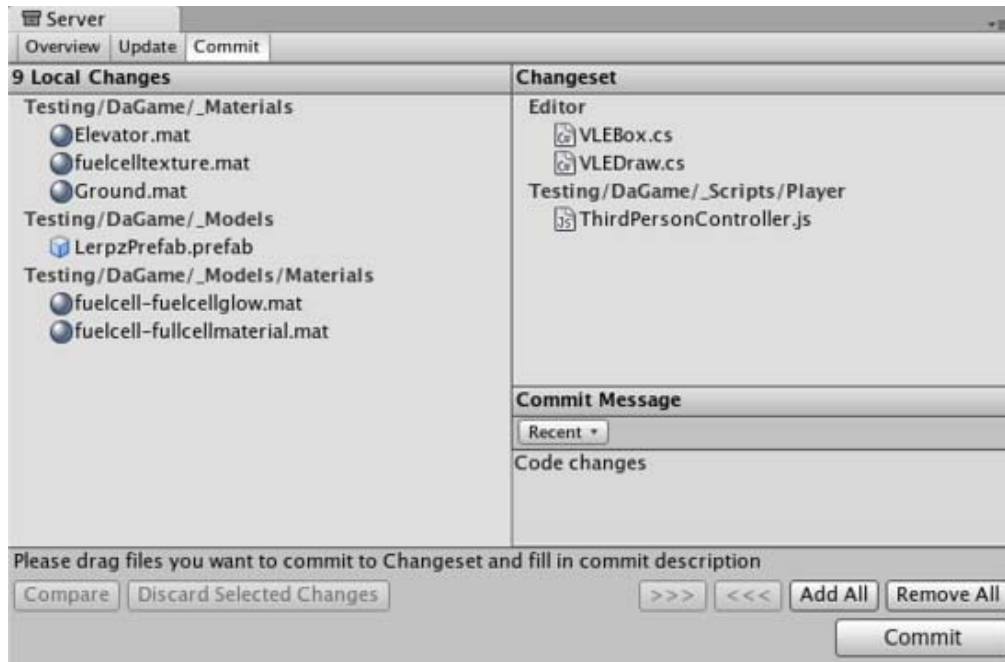 Server
Overview Update Commit
9 Local Changes
Testing/DaGame/_Materials
Elevator.mat
fuelcelltexture.mat
Ground.mat
Testing/DaGame/_Models
LerpzPrefab.prefab
Testing/DaGame/_Models/Materials
fuelcell-fuelcellglow.mat
fuelcell-fullcellmaterial.mat
Changeset
Editor
C# VLEBox.cs
C# VLEDraw.cs
Testing/DaGame/_Scripts/Player
JS ThirdPersonController.js
Commit Message
Recent
Code changes
Please drag files you want to commit to Changeset and fill in commit description
Compare Discard Selected Changes >>> <<< Add All Remove All
Commit